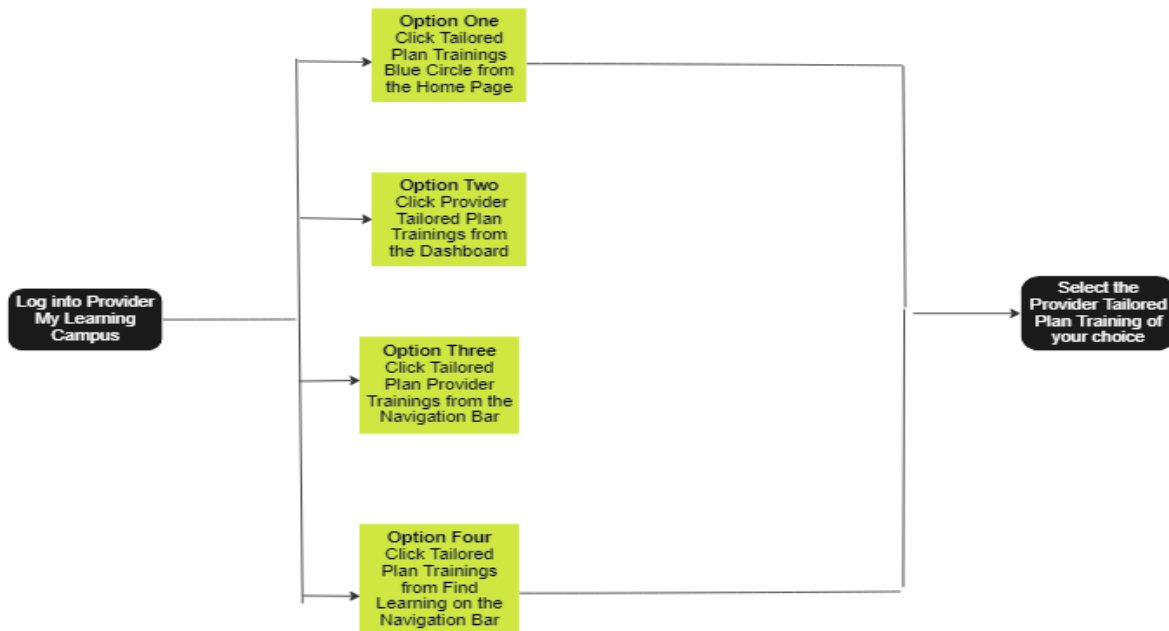 Option One
Click Tailored
Plan Trainings
Blue Circle from
the Home Page
Option Two
Click Provider
Tailored Plan
Trainings from
the Dashboard
Log into Provider
My Learning
Campus
Select the
Provider Tailored
Plan Training of
your choice
Option Three
Click Tailored
Plan Provider
Trainings from the
Navigation Bar
Option Four
Click Tailored
Plan Trainings
from Find
Learning on the
Navigation Bar